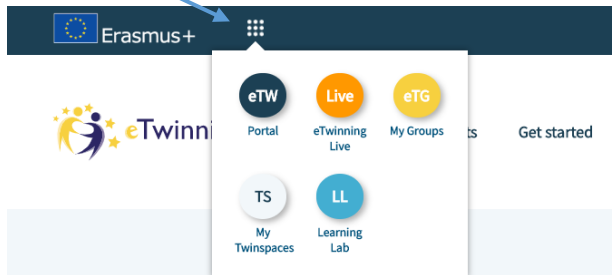 Erasmus+
eTW Live eTG
Portal eTwinning Live My Groups
eTwinni
ts Get started
TS LL
My Twinspaces Learning Lab